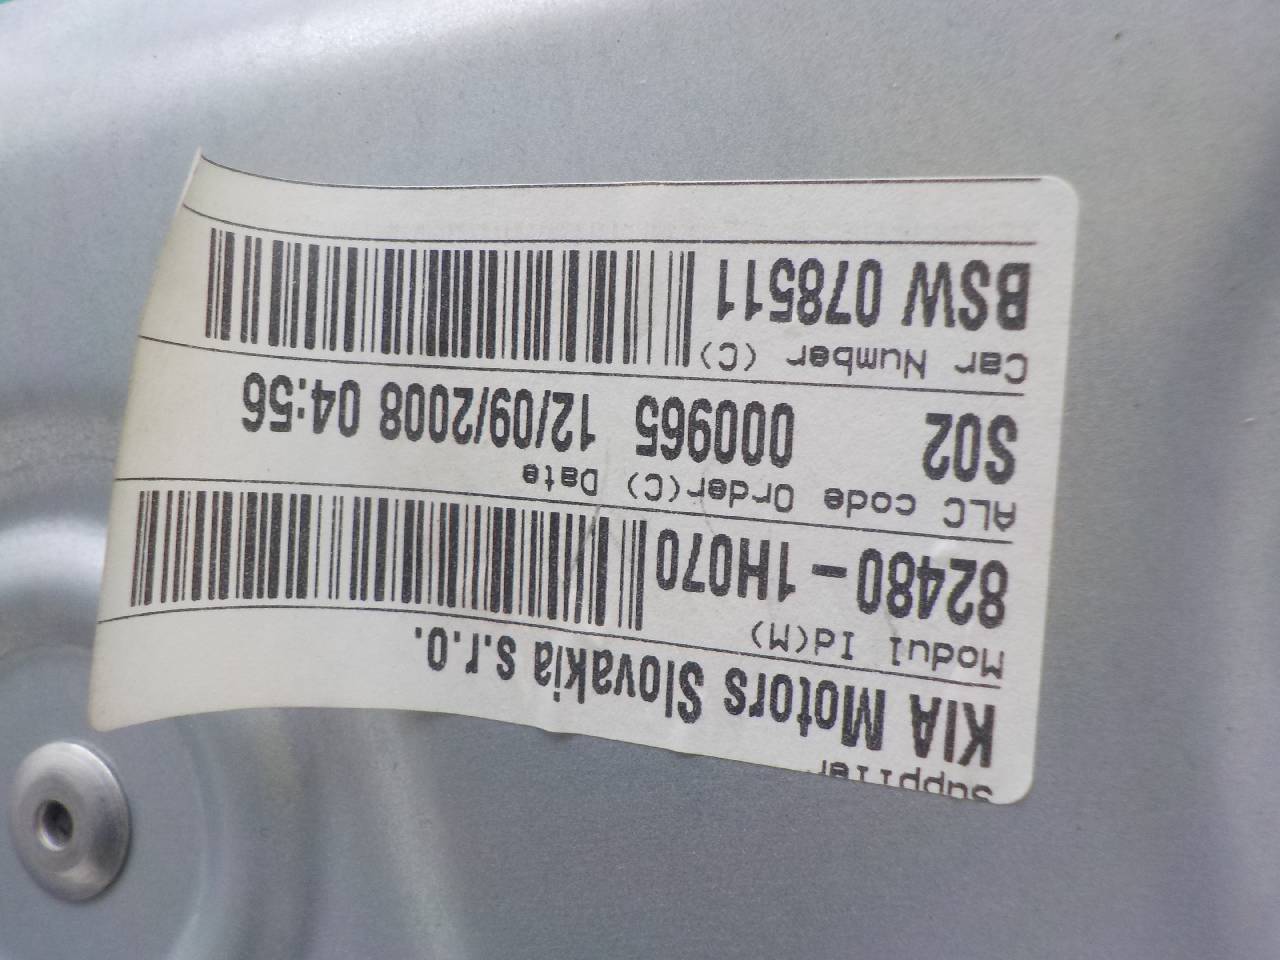 Supplier
KIA Motors Slovakia s.r.o.
Modul Id(M)
82480-1H070
ALC code Order(C) Date
S02 000965 12/09/2008 04:56
Car Number (C)
BSW 078511